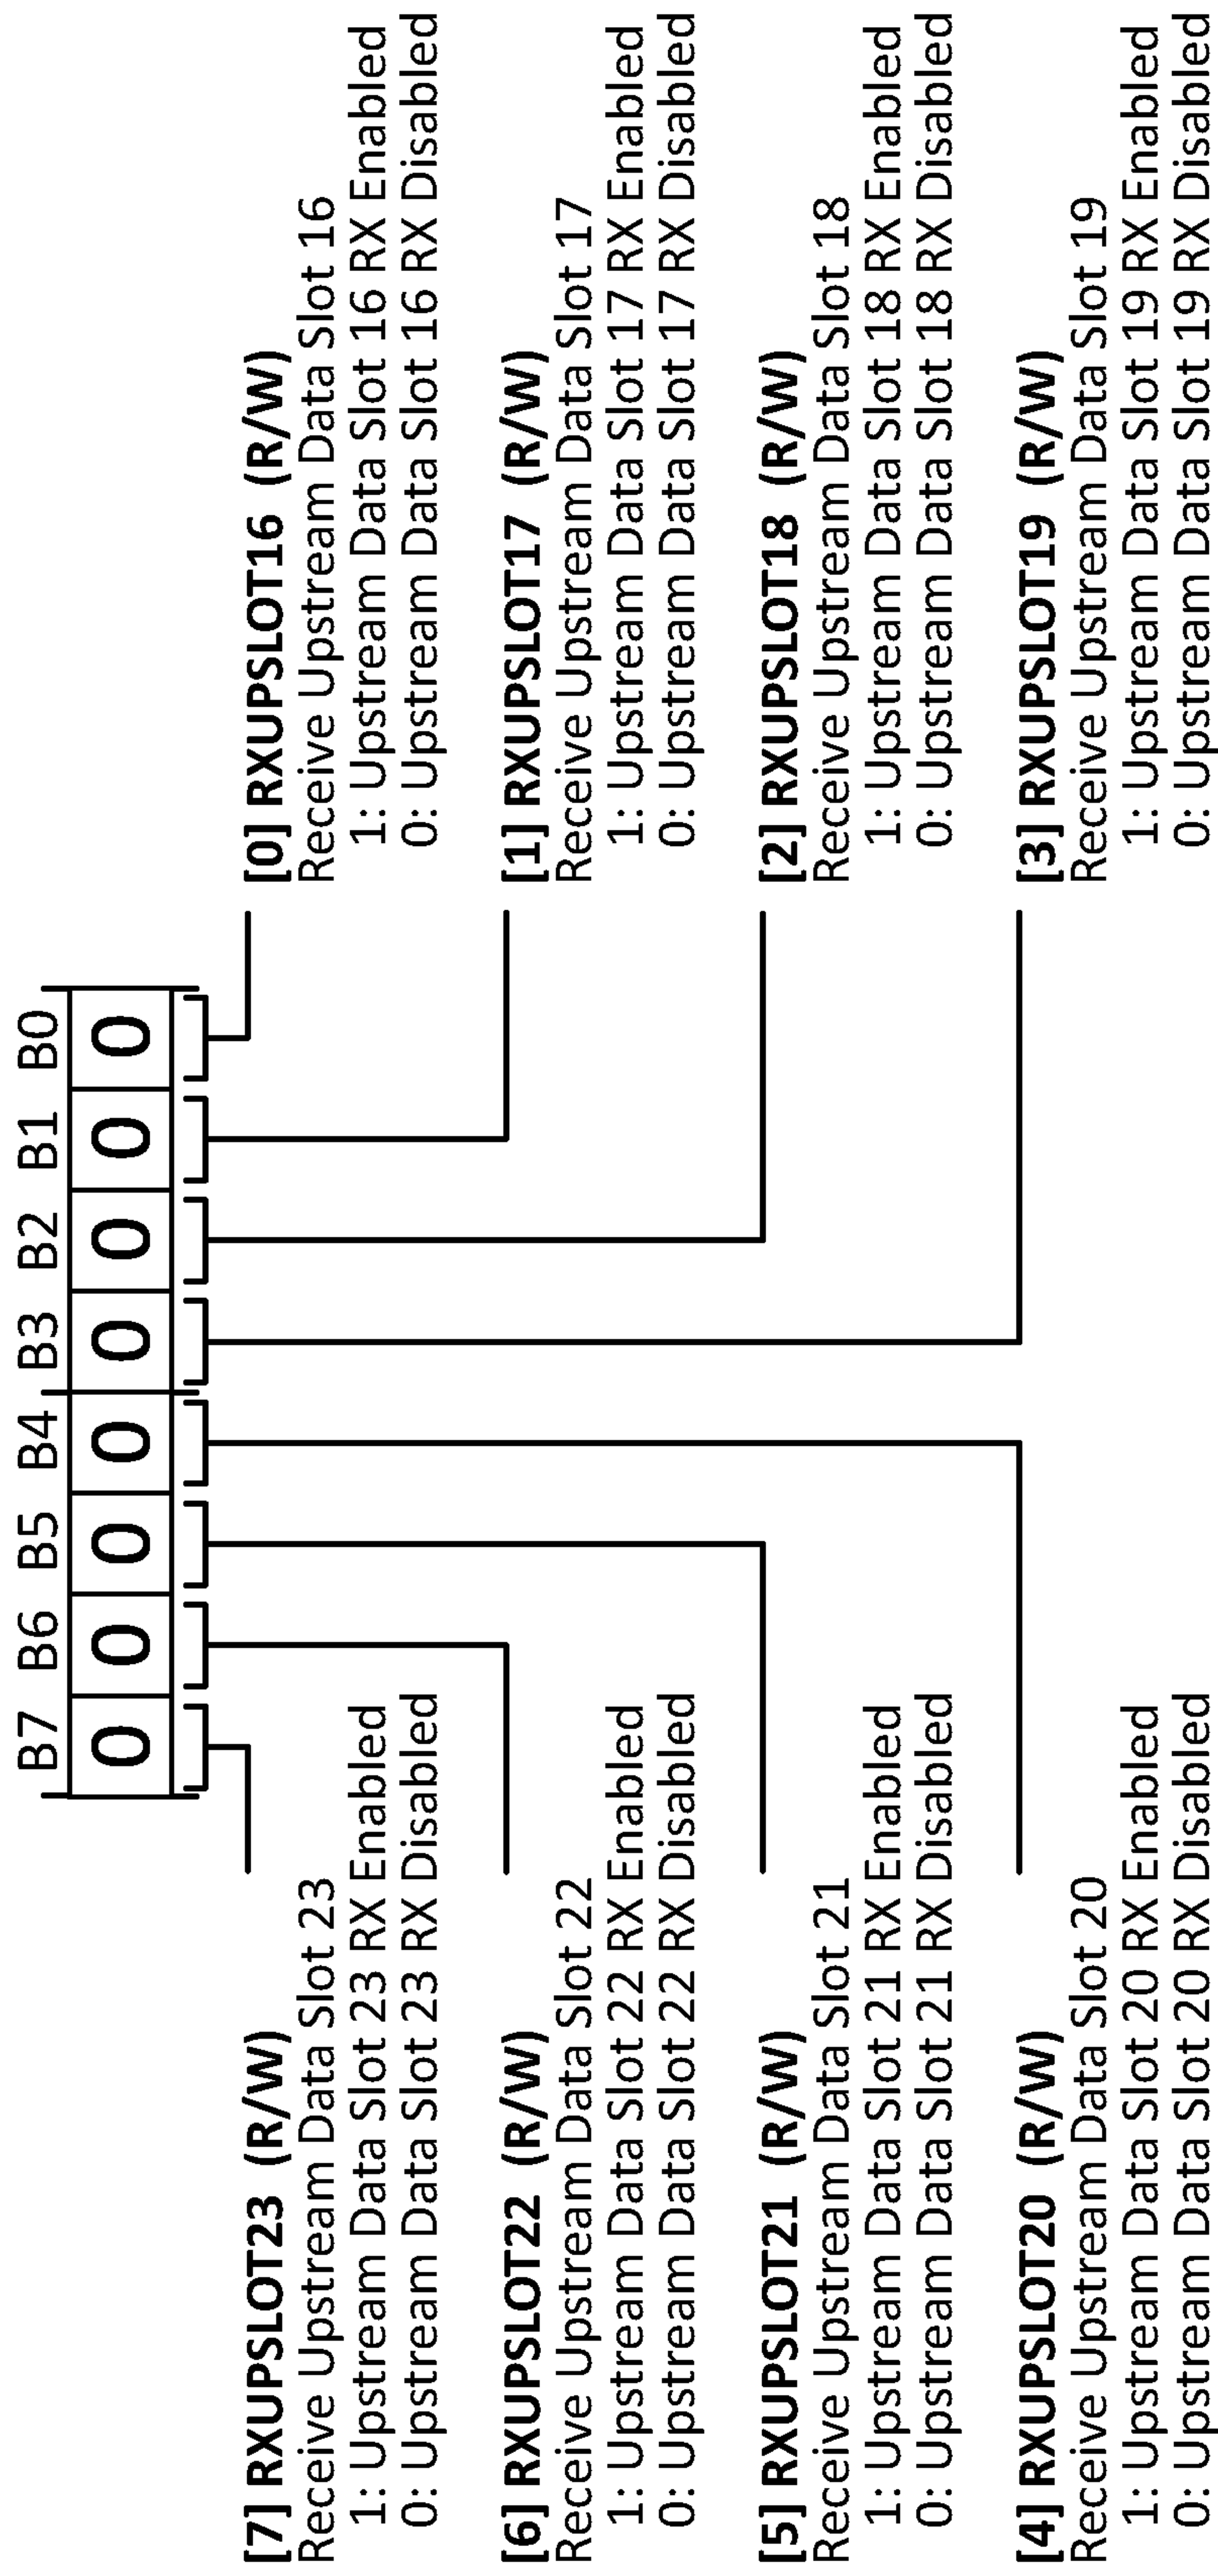 B7 B6 B5 B4 B3 B2 B1 B0
0 0 0 0 0 0 0 0
[7] RXUPSLOT23 (R/W)
Receive Upstream Data Slot 23
1: Upstream Data Slot 23 RX Enabled
0: Upstream Data Slot 23 RX Disabled
[6] RXUPSLOT22 (R/W)
Receive Upstream Data Slot 22
1: Upstream Data Slot 22 RX Enabled
0: Upstream Data Slot 22 RX Disabled
[5] RXUPSLOT21 (R/W)
Receive Upstream Data Slot 21
1: Upstream Data Slot 21 RX Enabled
0: Upstream Data Slot 21 RX Disabled
[4] RXUPSLOT20 (R/W)
Receive Upstream Data Slot 20
1: Upstream Data Slot 20 RX Enabled
0: Upstream Data Slot 20 RX Disabled
[0] RXUPSLOT16 (R/W)
Receive Upstream Data Slot 16
1: Upstream Data Slot 16 RX Enabled
0: Upstream Data Slot 16 RX Disabled
[1] RXUPSLOT17 (R/W)
Receive Upstream Data Slot 17
1: Upstream Data Slot 17 RX Enabled
0: Upstream Data Slot 17 RX Disabled
[2] RXUPSLOT18 (R/W)
Receive Upstream Data Slot 18
1: Upstream Data Slot 18 RX Enabled
0: Upstream Data Slot 18 RX Disabled
[3] RXUPSLOT19 (R/W)
Receive Upstream Data Slot 19
1: Upstream Data Slot 19 RX Enabled
0: Upstream Data Slot 19 RX Disabled